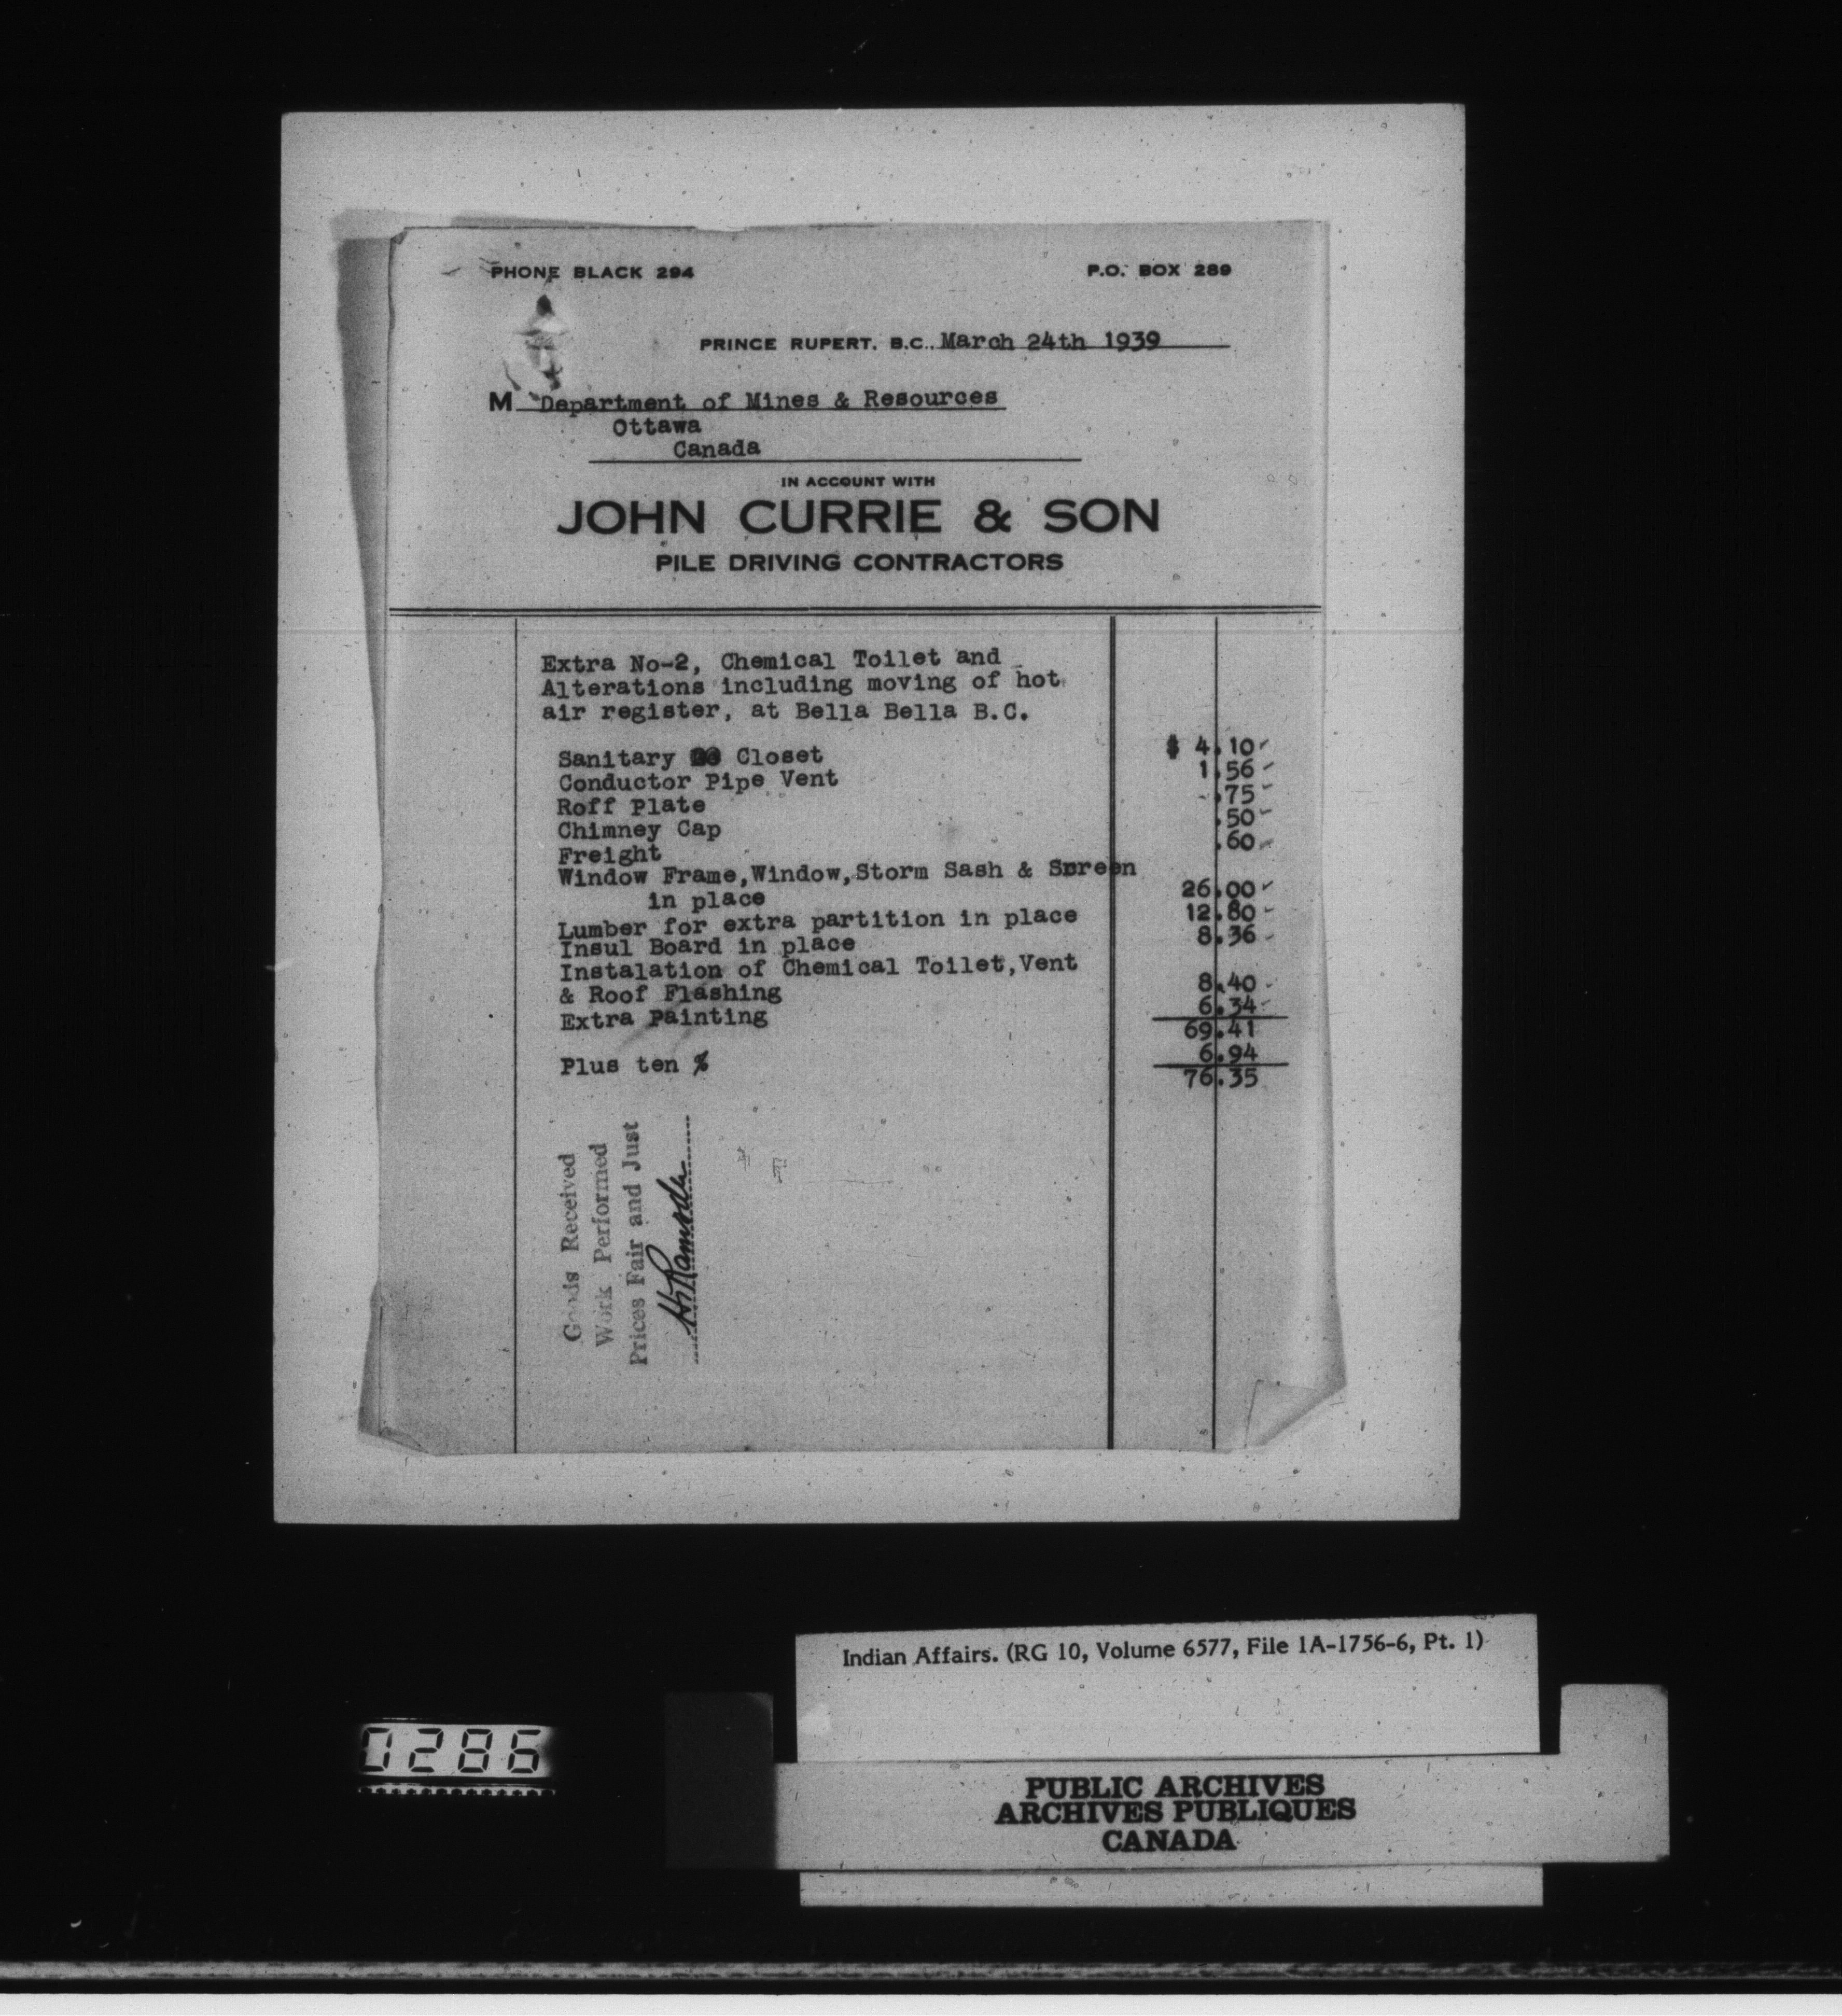 PHONE BLACK 294 P.O. BOX 289
PRINCE RUPERT, B.C. March 24th 1939
M Department of Mines & Resources
Ottawa
Canada
IN ACCOUNT WITH
JOHN CURRIE & SON
PILE DRIVING CONTRACTORS
Extra No-2, Chemical Toilet and
Alterations including moving of hot
air register, at Bella Bella B.C.
Sanitary Closet $ 4.10
Conductor Pipe Vent 1.56
Roff Plate .75
Chimney Cap .50
Freight .60
Window Frame,Window,Storm Sash & Screen
in place 26.00
Lumber for extra partition in place 12.80
Insul Board in place 8.36
Instalation of Chemical Toilet,Vent
& Roof Flashing 8.40
Extra Painting 6.34
69.41
Plus ten % 6.94
76.35
Goods Received
Work Performed
Prices Fair and Just
Indian Affairs. (RG 10, Volume 6577, File 1A-1756-6, Pt. 1)
0286
PUBLIC ARCHIVES
ARCHIVES PUBLIQUES
CANADA